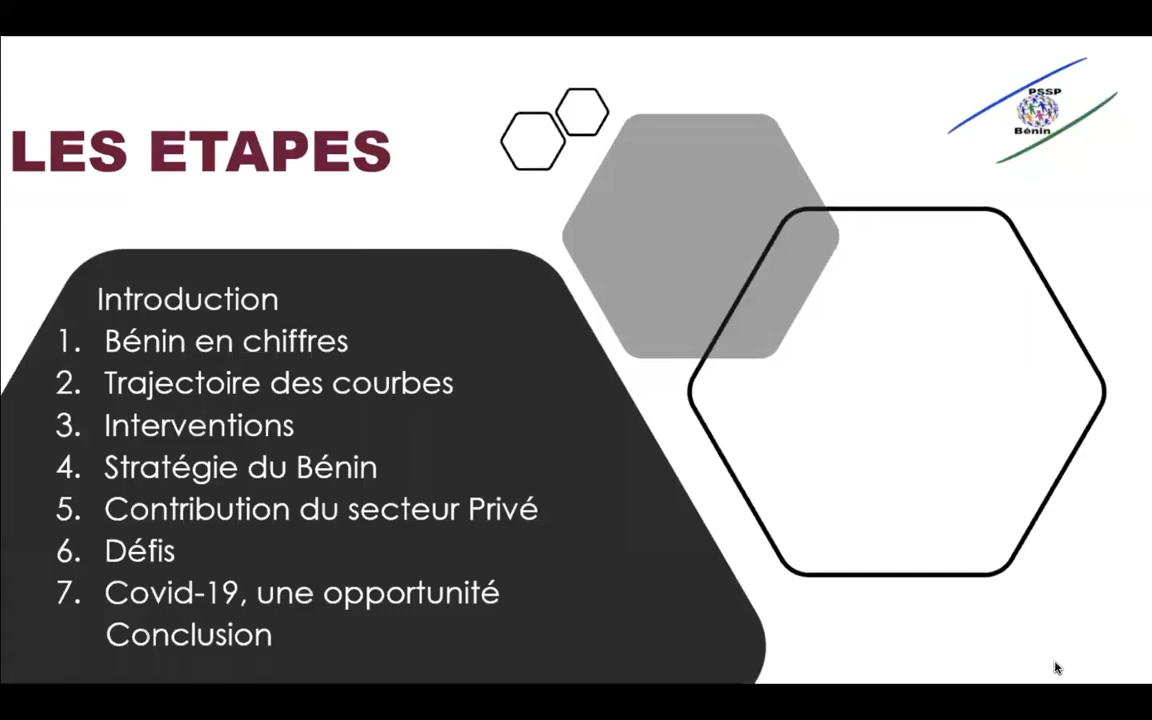 PSSP
Bénin
LES ETAPES
Introduction
1. Bénin en chiffres
2. Trajectoire des courbes
3. Interventions
4. Stratégie du Bénin
5. Contribution du secteur Privé
6. Défis
7. Covid-19, une opportunité
Conclusion